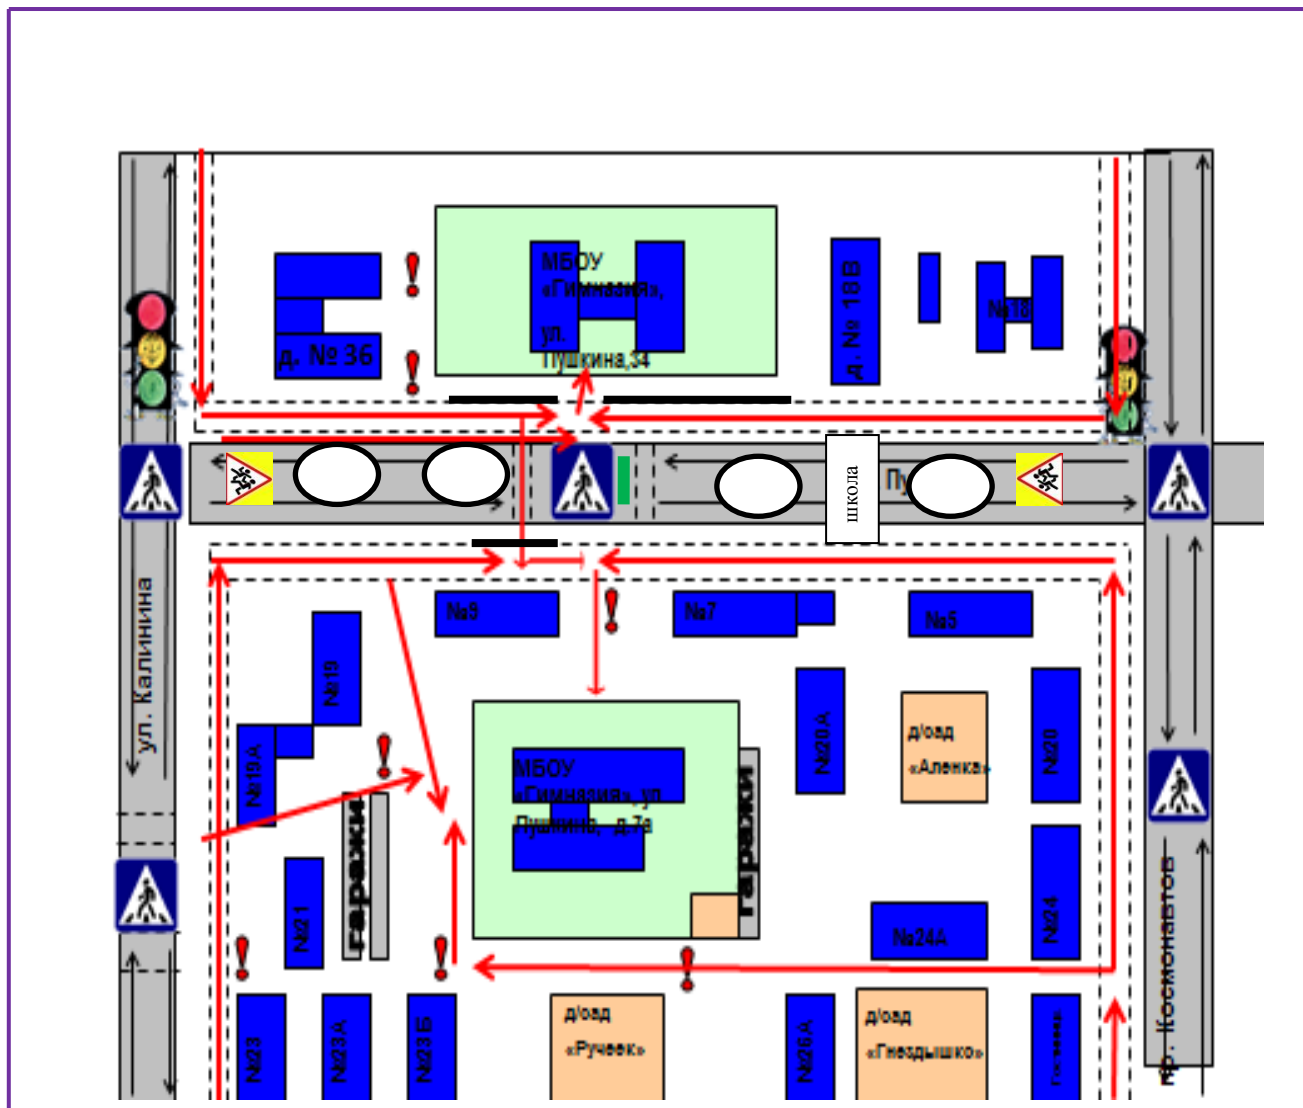 МБОУ
«Гимназия»,
ул.
Пушкина,34
д. № 36
д. № 18В
№18
школа
ул. Калинина
№9
№7
№5
№19
№19А
№20А
д/сад
«Аленка»
№20
МБОУ
«Гимназия», ул.
Пушкина, д.7а
гаражи
гаражи
№21
№24А
№24
пр. Космонавтов
№23
№23А
№23Б
д/сад
«Ручеек»
№26А
д/сад
«Гнездышко»